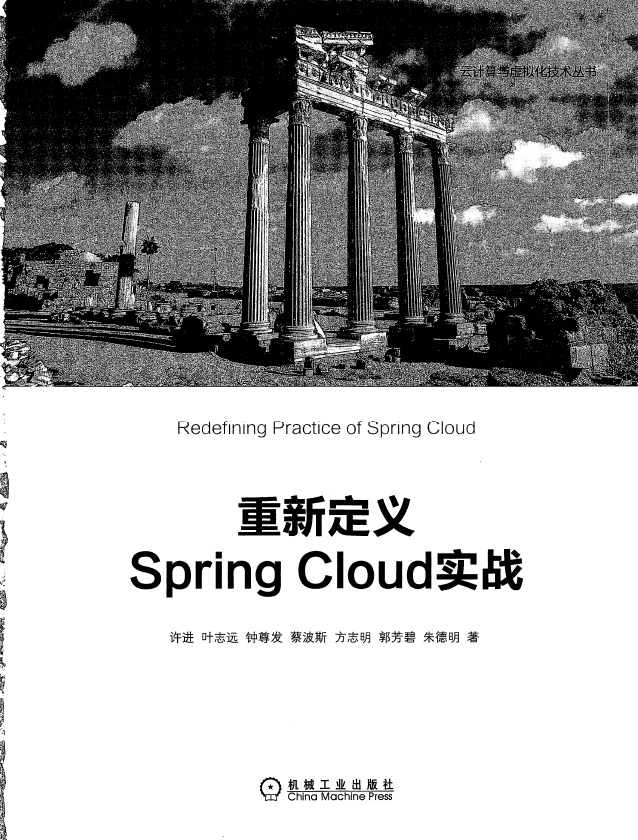 云计算与虚拟化技术丛书
Redefining Practice of Spring Cloud
重新定义
Spring Cloud实战
许进 叶志远 钟尊发 蔡波斯 方志明 郭芳碧 朱德明 著
机械工业出版社
China Machine Press